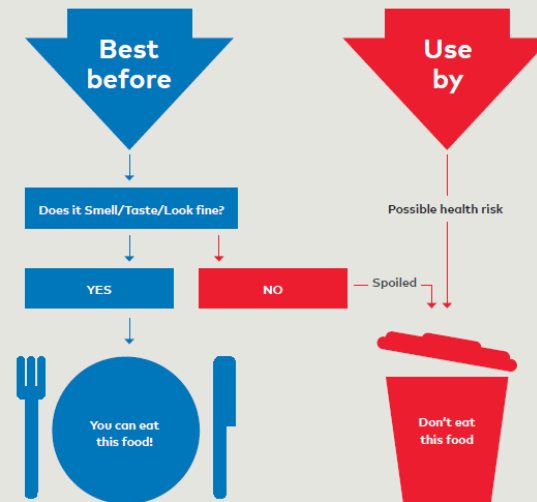 Best
before
Use
by
Does it Smell/Taste/Look fine?
Possible health risk
YES
NO
Spoiled
You can eat
this food!
Don't eat
this food